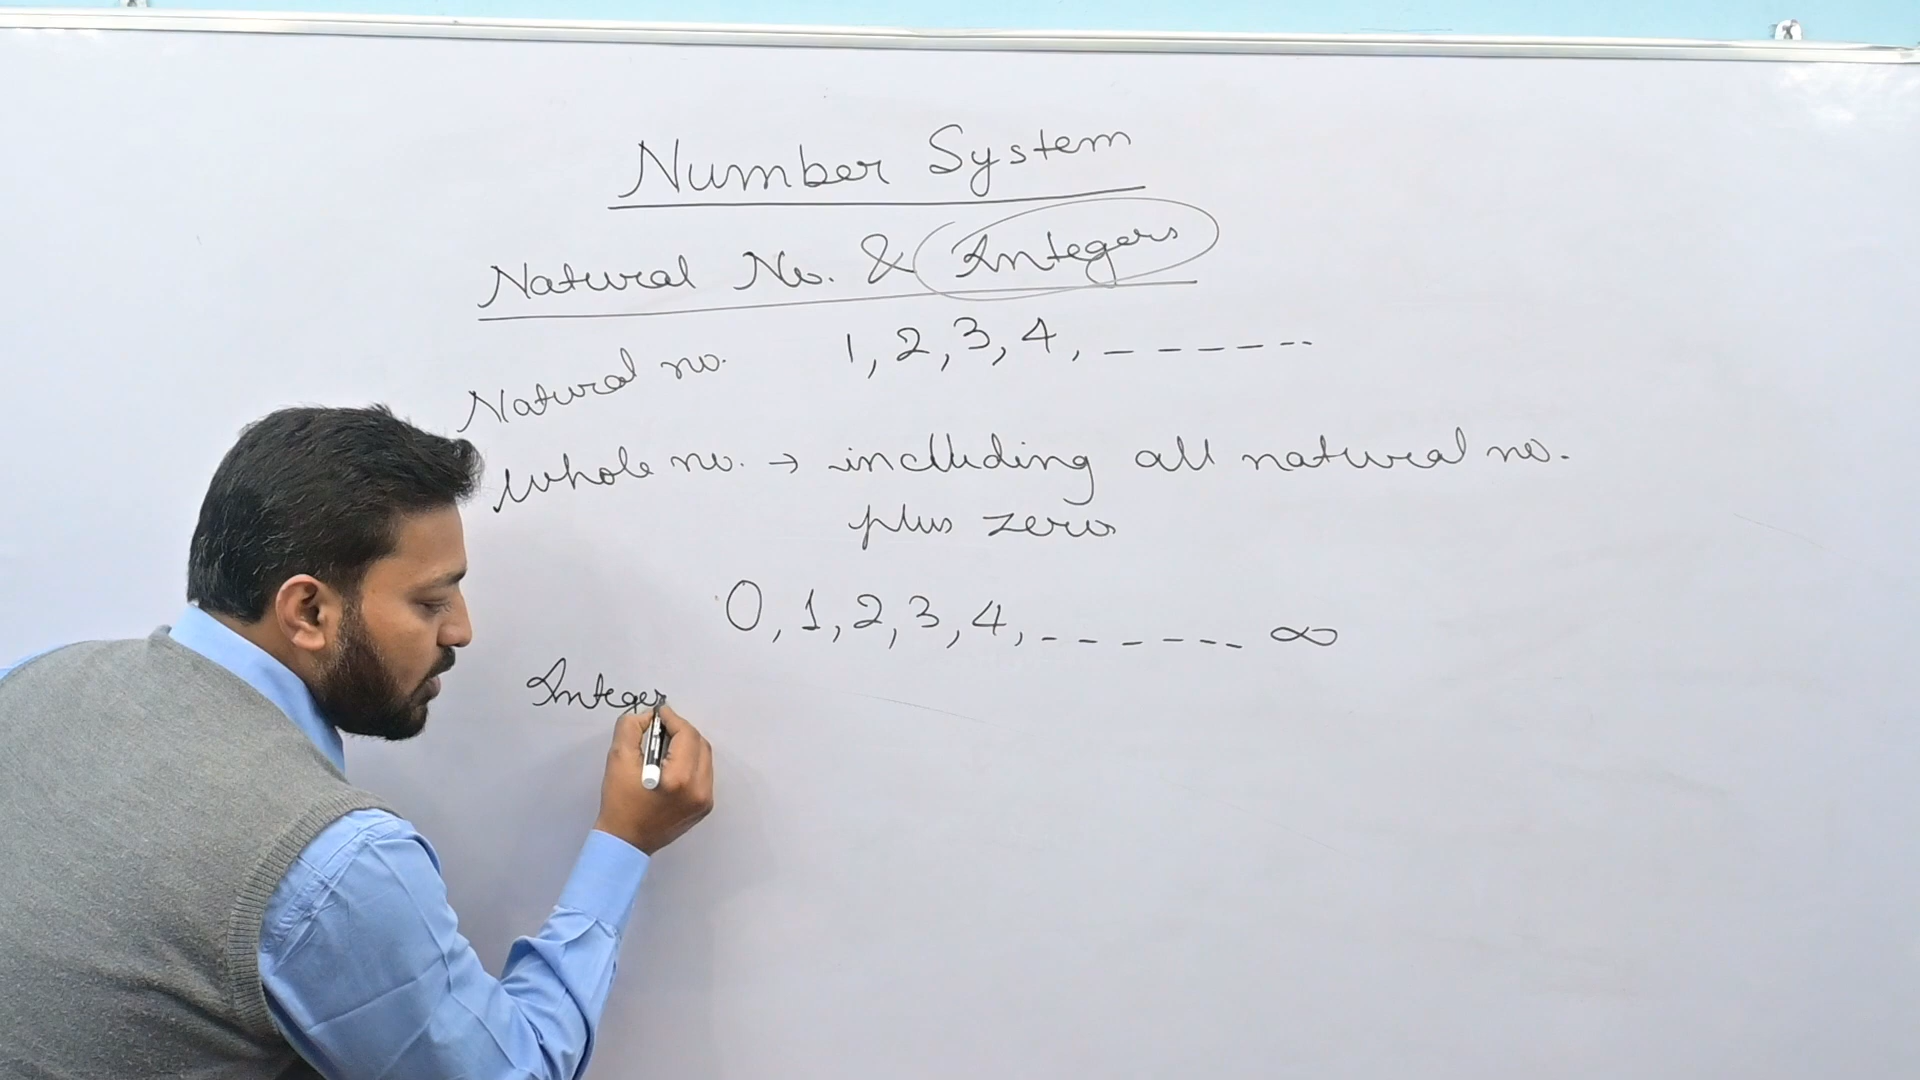 Number System
Natural No. & Integers
Natural no. 1, 2, 3, 4, ------
Whole no. → including all natural no.
plus zero
0, 1, 2, 3, 4, ------ ∞
Integer